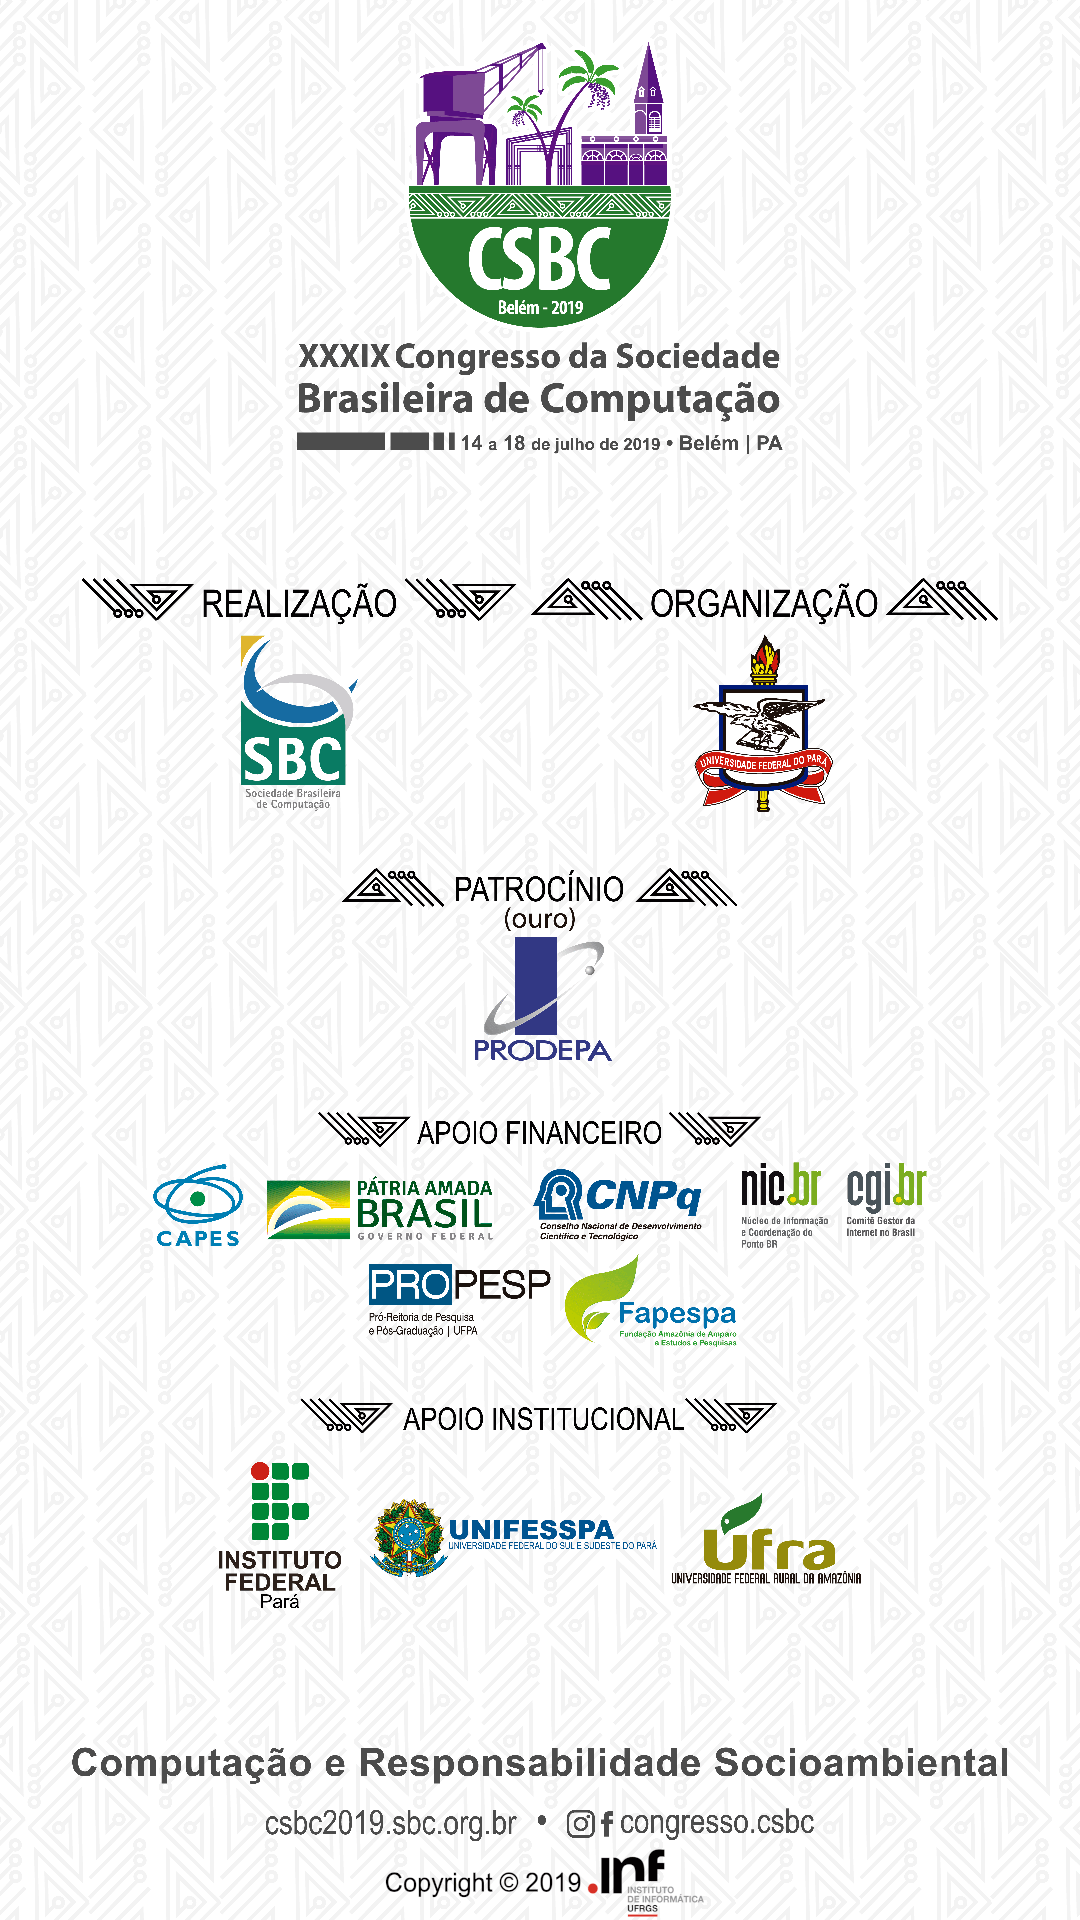 CSBC
Belém - 2019
XXXIX Congresso da Sociedade
Brasileira de Computação
14 a 18 de julho de 2019 • Belém | PA
REALIZAÇÃO
SBC
Sociedade Brasileira
de Computação
ORGANIZAÇÃO
UNIVERSIDADE FEDERAL DO PARÁ
PATROCÍNIO
(ouro)
PRODEPA
APOIO FINANCEIRO
CAPES
PÁTRIA AMADA
BRASIL
GOVERNO FEDERAL
CNPq
Conselho Nacional de Desenvolvimento
Científico e Tecnológico
nic.br
Núcleo de Informação
e Coordenação do
Ponto BR
cgi.br
Comitê Gestor da
Internet no Brasil
PROPESP
Pró-Reitoria de Pesquisa
e Pós-Graduação | UFPA
Fapespa
Fundação Amazônia de Amparo
a Estudos e Pesquisas
APOIO INSTITUCIONAL
INSTITUTO
FEDERAL
Pará
UNIFESSPA
UNIVERSIDADE FEDERAL DO SUL E SUDESTE DO PARÁ
Ufra
UNIVERSIDADE FEDERAL RURAL DA AMAZÔNIA
Computação e Responsabilidade Socioambiental
csbc2019.sbc.org.br • congresso.csbc
Copyright © 2019 .Inf
INSTITUTO
DE INFORMÁTICA
UFRGS